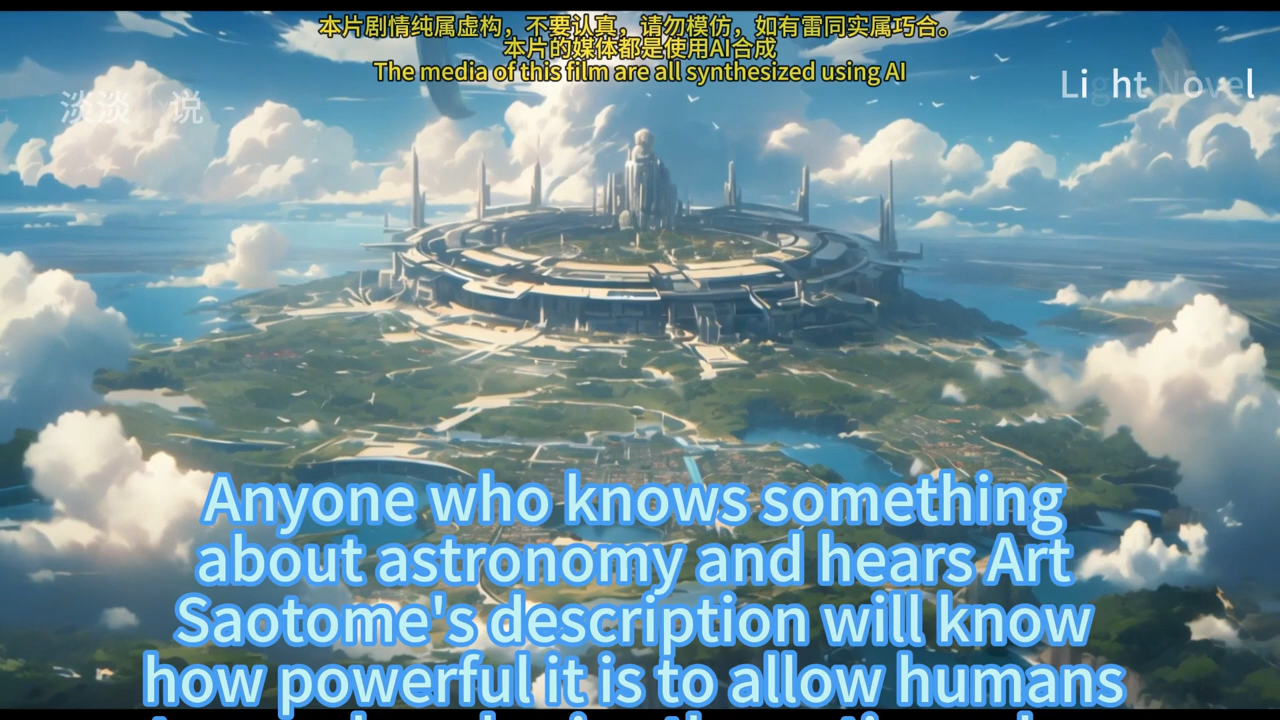 本片剧情纯属虚构，不要认真，请勿模仿，如有雷同实属巧合。
本片的媒体都是使用AI合成
The media of this film are all synthesized using AI
Light Novel
淡淡 说
Anyone who knows something
about astronomy and hears Art
Saotome's description will know
how powerful it is to allow humans